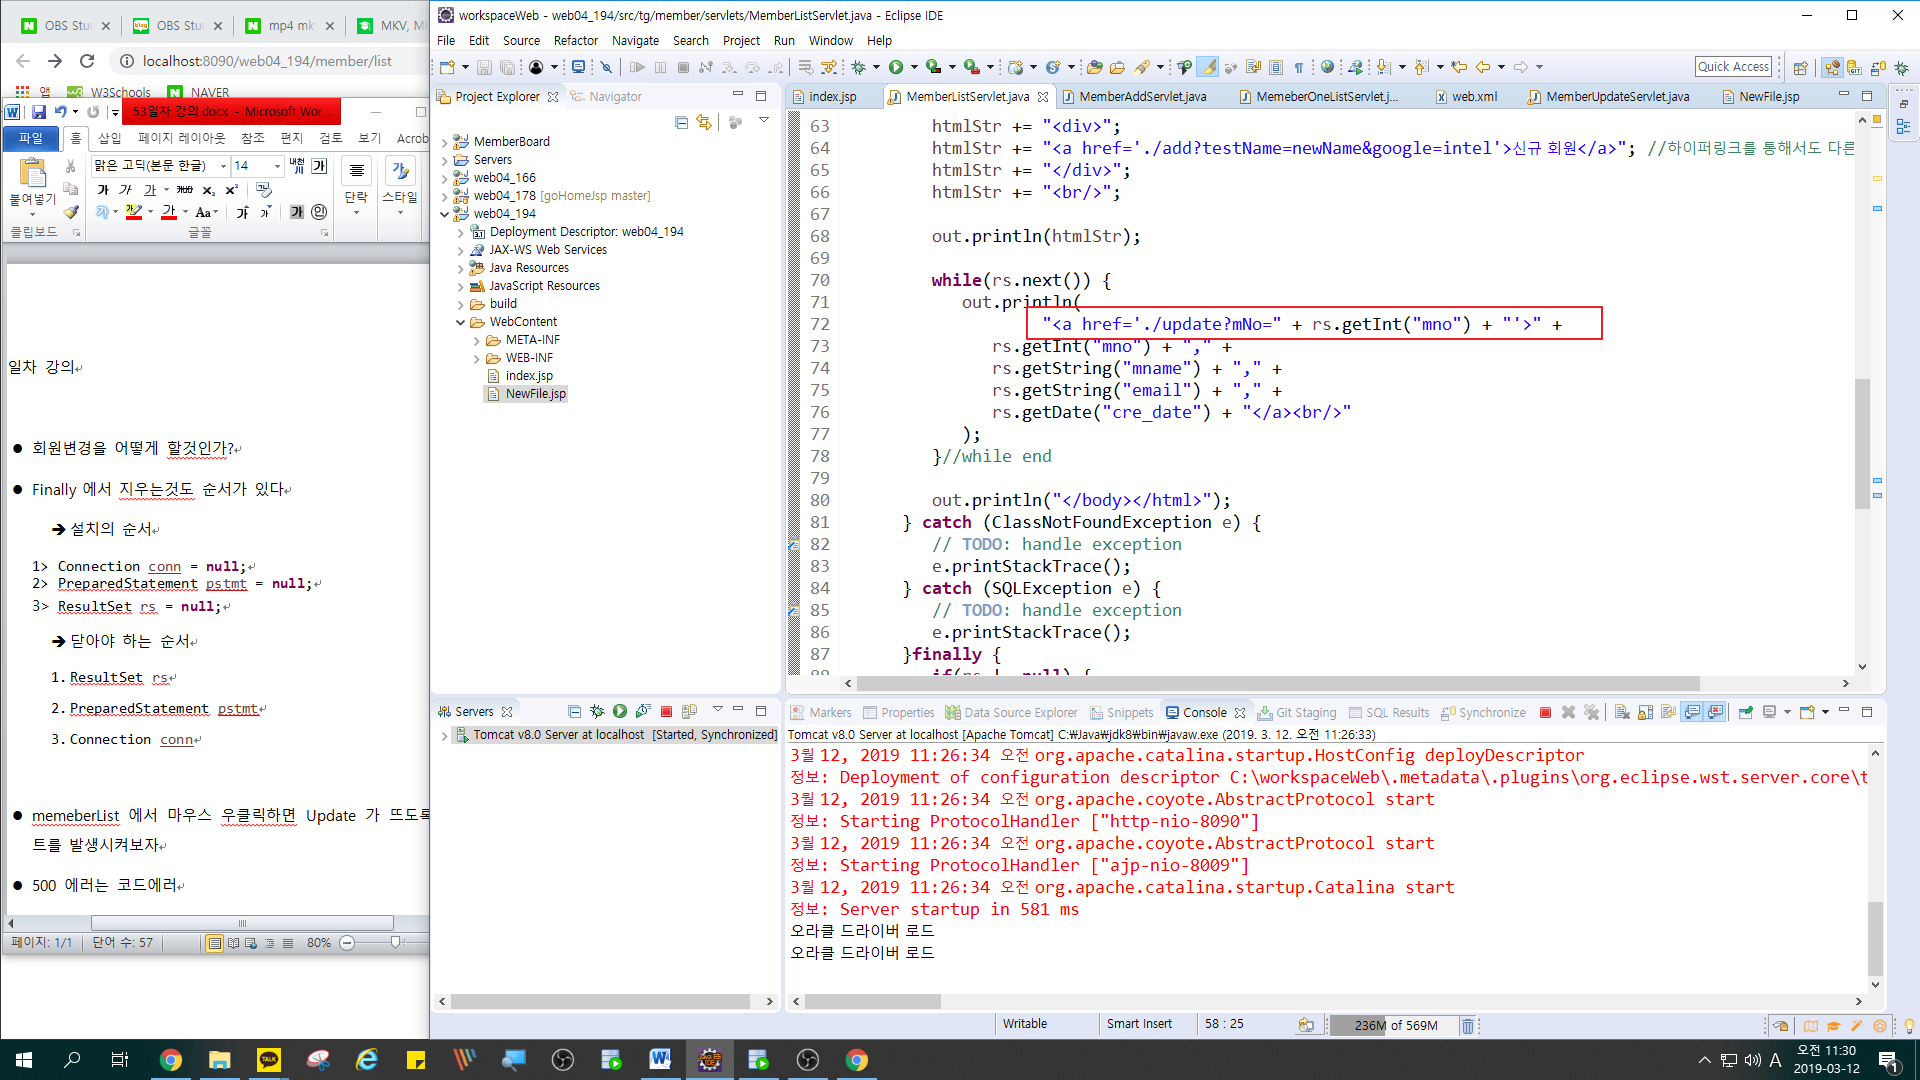 OBS Stu
OBS Stu
mp4 mk
MKV, M
localhost:8090/web04_194/member/list
앱
W3Schools
NAVER
53일차 강의.docx - Microsoft Wor...
파일
홈
삽입
페이지 레이아웃
참조
편지
검토
보기
Acrob
붙여넣기
맑은 고딕(본문 한글)
14
단락
스타일
클립보드
글꼴
일차 강의
● 회원변경을 어떻게 할것인가?
● Finally 에서 지우는것도 순서가 있다
➔ 설치의 순서
1> Connection conn = null;
2> PreparedStatement pstmt = null;
3> ResultSet rs = null;
➔ 닫아야 하는 순서
1. ResultSet rs
2. PreparedStatement pstmt
3. Connection conn
● memeberList 에서 마우스 우클릭하면 Update 가 뜨도록
트를 발생시켜보자
● 500 에러는 코드에러
페이지: 1/1
단어 수: 57
80%
workspaceWeb - web04_194/src/tg/member/servlets/MemberListServlet.java - Eclipse IDE
File Edit Source Refactor Navigate Search Project Run Window Help
Quick Access
Project Explorer
Navigator
MemberBoard
Servers
web04_166
web04_178 [goHomeJsp master]
web04_194
Deployment Descriptor: web04_194
JAX-WS Web Services
Java Resources
JavaScript Resources
build
WebContent
META-INF
WEB-INF
index.jsp
NewFile.jsp
index.jsp
MemberListServlet.java
MemberAddServlet.java
MemeberOneListServlet.j...
web.xml
MemberUpdateServlet.java
NewFile.jsp
63 htmlStr += "<div>";
64 htmlStr += "<a href='./add?testName=newName&google=intel'>신규 회원</a>"; //하이퍼링크를 통해서도 다른
65 htmlStr += "</div>";
66 htmlStr += "<br/>";
67
68 out.println(htmlStr);
69
70 while(rs.next()) {
71 out.println(
72 "<a href='./update?mNo=" + rs.getInt("mno") + "'>" +
73 rs.getInt("mno") + "," +
74 rs.getString("mname") + "," +
75 rs.getString("email") + "," +
76 rs.getDate("cre_date") + "</a><br/>"
77 );
78 }//while end
79
80 out.println("</body></html>");
81 } catch (ClassNotFoundException e) {
82 // TODO: handle exception
83 e.printStackTrace();
84 } catch (SQLException e) {
85 // TODO: handle exception
86 e.printStackTrace();
87 }finally {
Servers
Tomcat v8.0 Server at localhost [Started, Synchronized]
Markers
Properties
Data Source Explorer
Snippets
Console
Git Staging
SQL Results
Synchronize
Tomcat v8.0 Server at localhost [Apache Tomcat] C:₩Java₩jdk8₩bin₩javaw.exe (2019. 3. 12. 오전 11:26:33)
3월 12, 2019 11:26:34 오전 org.apache.catalina.startup.HostConfig deployDescriptor
정보: Deployment of configuration descriptor C:\workspaceWeb\.metadata\.plugins\org.eclipse.wst.server.core\t
3월 12, 2019 11:26:34 오전 org.apache.coyote.AbstractProtocol start
정보: Starting ProtocolHandler ["http-nio-8090"]
3월 12, 2019 11:26:34 오전 org.apache.coyote.AbstractProtocol start
정보: Starting ProtocolHandler ["ajp-nio-8009"]
3월 12, 2019 11:26:34 오전 org.apache.catalina.startup.Catalina start
정보: Server startup in 581 ms
오라클 드라이버 로드
오라클 드라이버 로드
Writable
Smart Insert
58 : 25
236M of 569M
A
오전 11:30
2019-03-12
1